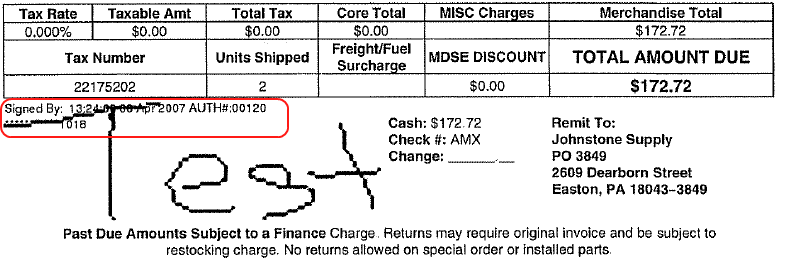 Tax Rate Taxable Amt Total Tax Core Total MISC Charges Merchandise Total
0.000% $0.00 $0.00 $0.00 $172.72
Tax Number Units Shipped Freight/Fuel Surcharge MDSE DISCOUNT TOTAL AMOUNT DUE
22175202 2 $0.00 $172.72
Signed By: 13:24 Apr 2007 AUTH#:00120
1018
Test
Cash: $172.72
Check #: AMX
Change: ______.__
Remit To:
Johnstone Supply
PO 3849
2609 Dearborn Street
Easton, PA 18043-3849
Past Due Amounts Subject to a Finance Charge. Returns may require original invoice and be subject to
restocking charge. No returns allowed on special order or installed parts.